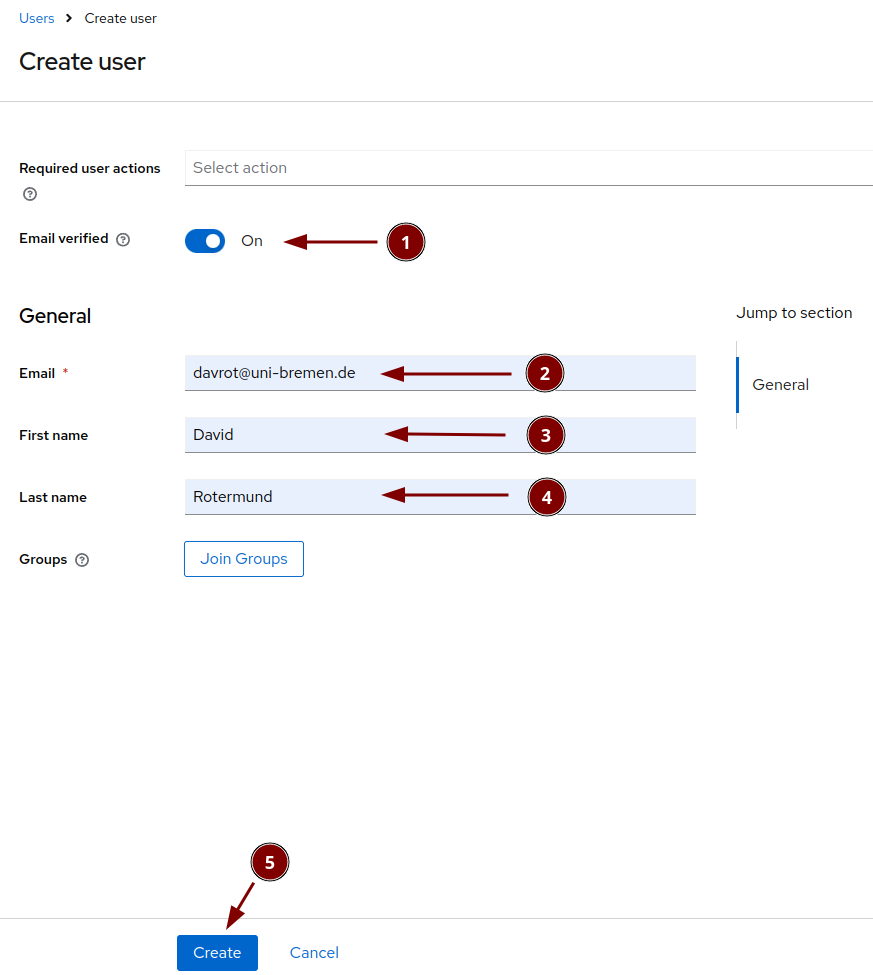 Users > Create user
Create user
Required user actions ?
Select action
Email verified ?
On
1
General
Jump to section
General
Email *
davrot@uni-bremen.de
2
First name
David
3
Last name
Rotermund
4
Groups ?
Join Groups
5
Create
Cancel